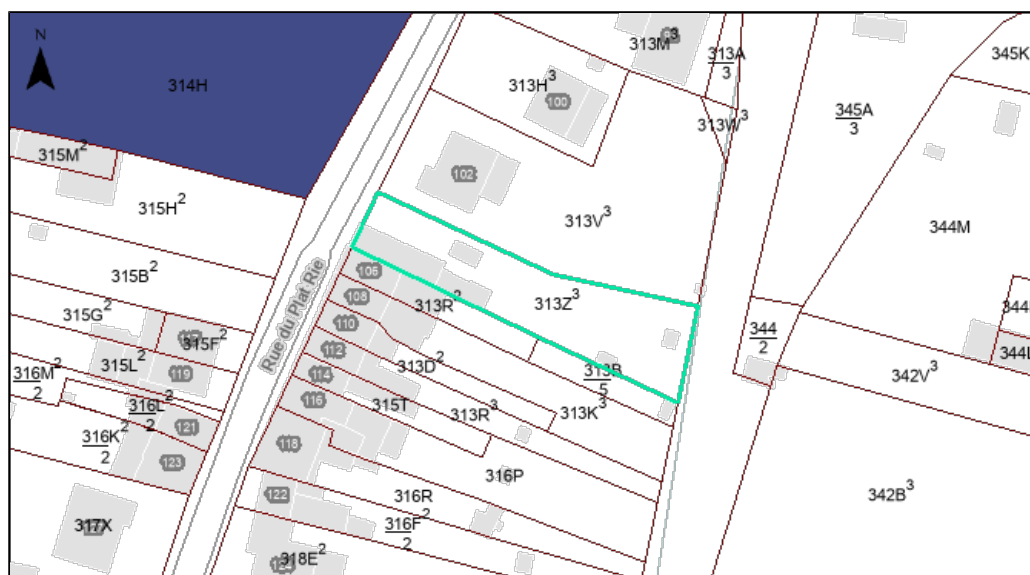 N
314H
313M³
313A
3
345K
313H³
100
313W³
345A
3
315M²
102
315H²
313V³
344M
315B²
106
313R²
313Z³
315G²
108
Rue du Plat Rie
315F²
110
344
2
315L²
119
112
313D²
313B
5
342V³
316M²
2
114
316L²
2
116
315T
313R³
313K³
316K²
2
121
123
118
316P
122
316R
342B³
317X
316F²
2
318E²